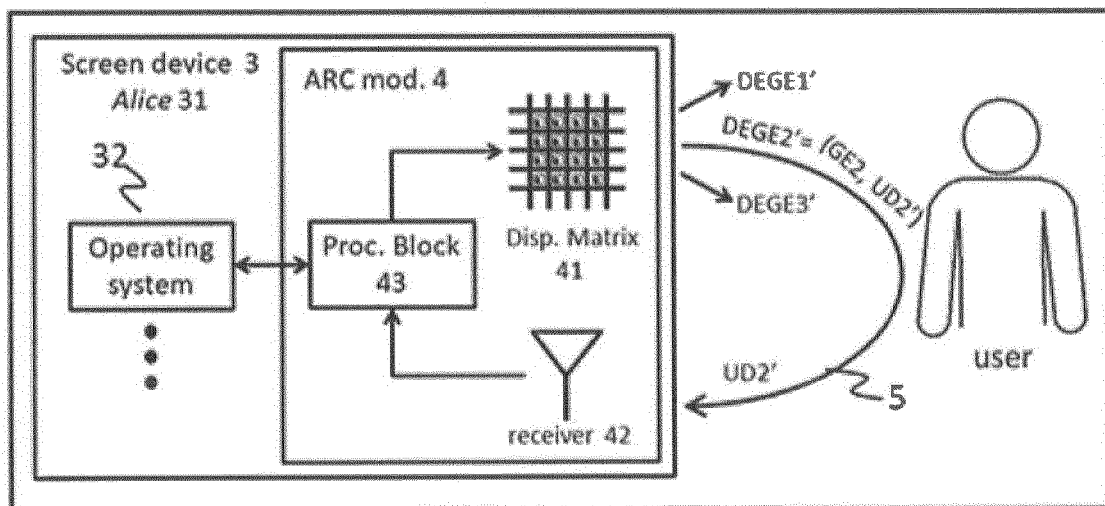 Screen device 3
Alice 31
32
Operating
system
ARC mod. 4
Proc. Block
43
Disp. Matrix
41
receiver 42
DEGE1'
DEGE2'= (GE2, UD2')
DEGE3'
UD2'
5
user